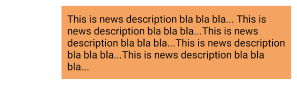 This is news description bla bla bla... This is
news description bla bla bla...This is news
description bla bla bla...This is news description
bla bla bla...This is news description bla bla
bla...